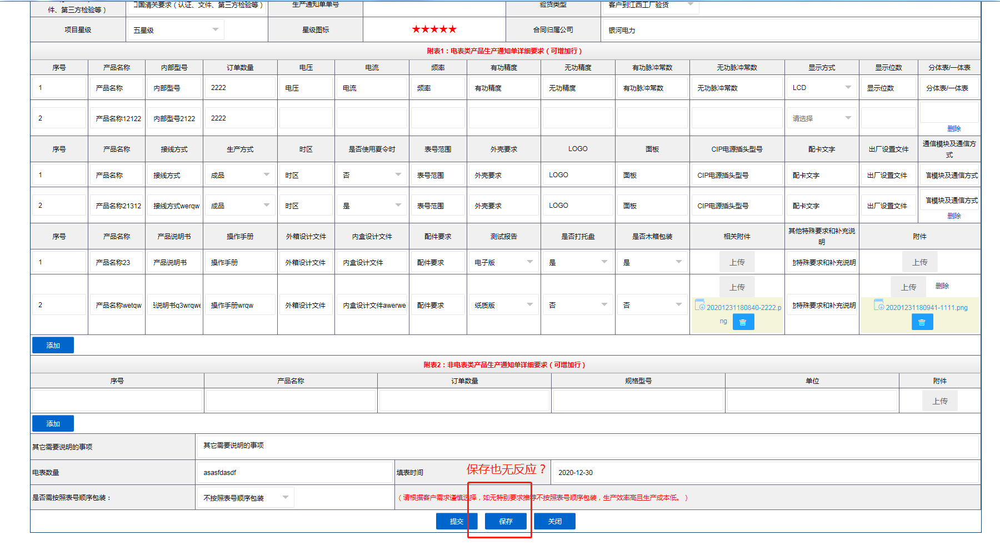 口国清关要求（认证、文件、第三方检验等） 生产通知单单号 验货类型 客户到江西工厂验货
件、第三方检验等）
项目星级 五星级 星级图标 ★★★★★ 合同归属公司 银河电力
附表1：电表类产品生产通知单详细要求（可增加行）
序号 产品名称 内部型号 订单数量 电压 电流 频率 有功精度 无功精度 有功脉冲常数 无功脉冲常数 显示方式 显示位数 分体表/一体表
1 产品名称 内部型号 2222 电压 电流 频率 有功精度 无功精度 有功脉冲常数 无功脉冲常数 LCD 显示位数 分体表/一体表
2 产品名称12122 内部型号2122 2222 请选择
删除
序号 产品名称 接线方式 生产方式 时区 是否使用夏令时 表号范围 外壳要求 LOGO 面板 CIP电源插头型号 配卡文字 出厂设置文件 通信模块及通信方式
1 产品名称 接线方式 成品 时区 否 表号范围 外壳要求 LOGO 面板 CIP电源插头型号 配卡文字 出厂设置文件 言模块及通信方式
2 产品名称21312 接线方式werqw 成品 时区 是 表号范围 外壳要求 LOGO 面板 CIP电源插头型号 配卡文字 出厂设置文件 言模块及通信方式
删除
序号 产品名称 产品说明书 操作手册 外箱设计文件 内盒设计文件 配件要求 测试报告 是否打托盘 是否木箱包装 相关附件 其他特殊要求和补充说明 附件
1 产品名称23 产品说明书 操作手册 外箱设计文件 内盒设计文件 配件要求 电子版 是 是 上传 特殊要求和补充说明 上传
上传 上传 删除
2 产品名称wetqw 说明书q3wrqwe 操作手册wrqw 外箱设计文件 内盒设计文件awerwe 配件要求 纸质版 否 否 20201231180840-2222.png 特殊要求和补充说明 20201231180941-1111.png
添加
附表2：非电表类产品生产通知单详细要求（可增加行）
序号 产品名称 订单数量 规格型号 单位 附件
上传
添加
其它需要说明的事项 其它需要说明的事项
电表数量 asasfdasdf 填表时间 保存也无反应？ 2020-12-30
是否需按照表号顺序包装： 不按照表号顺序包装 （请根据客户需求谨慎选择，如无特别要求推荐不按照表号顺序包装，生产效率高且生产成本低。）
提交 保存 关闭